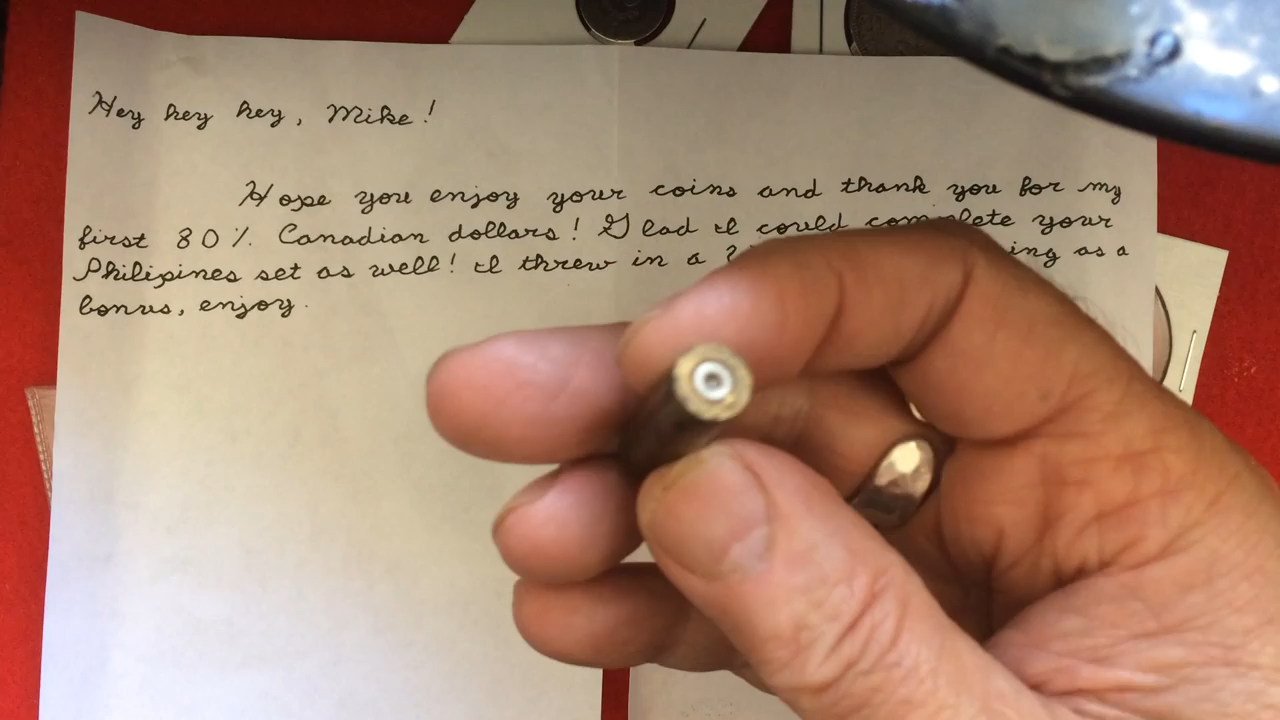 Hey hey hey, Mike!
Hope you enjoy your coins and thank you for my
first 80% Canadian dollars! Glad I could complete your
Philipines set as well! I threw in a as a
bonus, enjoy.